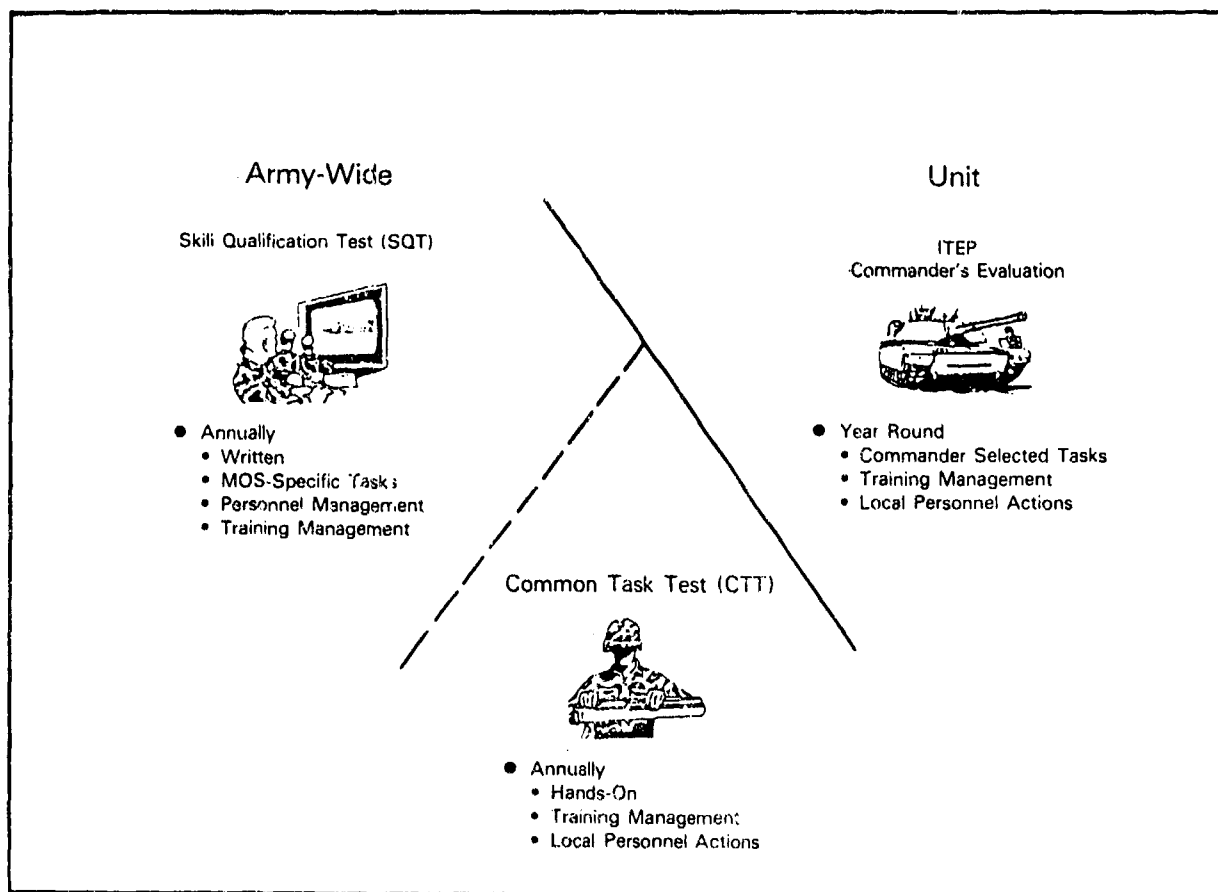 Army-Wide
Skill Qualification Test (SQT)
• Annually
• Written
• MOS-Specific Tasks
• Personnel Management
• Training Management
Unit
ITEP
Commander's Evaluation
• Year Round
• Commander Selected Tasks
• Training Management
• Local Personnel Actions
Common Task Test (CTT)
• Annually
• Hands-On
• Training Management
• Local Personnel Actions